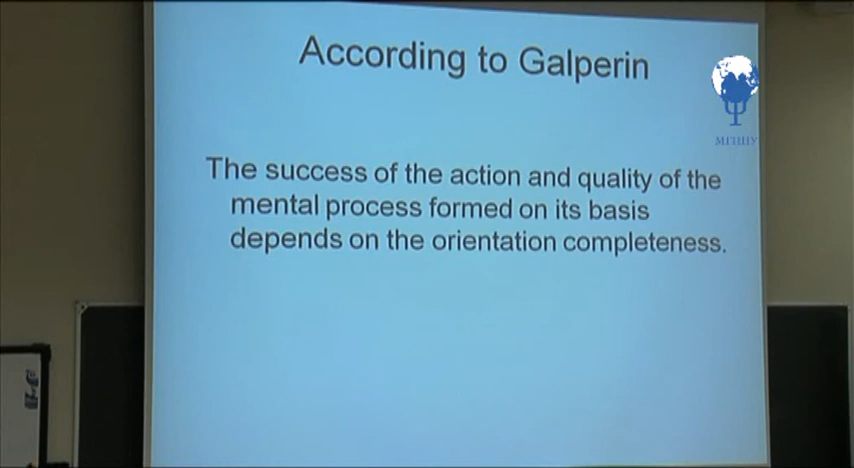 According to Galperin
МГППУ
The success of the action and quality of the
mental process formed on its basis
depends on the orientation completeness.